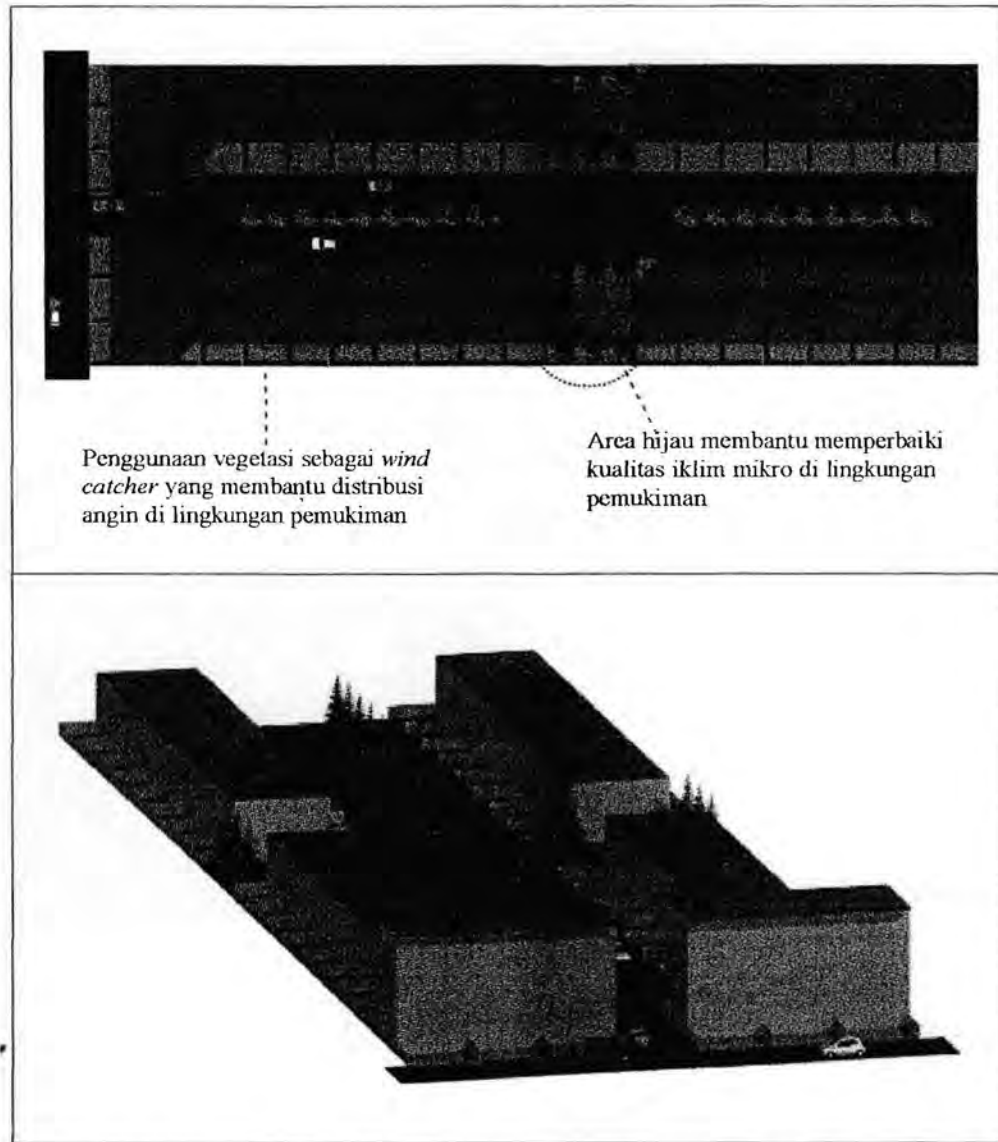 Penggunaan vegetasi sebagai wind
catcher yang membantu distribusi
angin di lingkungan pemukiman
Area hijau membantu memperbaiki
kualitas iklim mikro di lingkungan
pemukiman